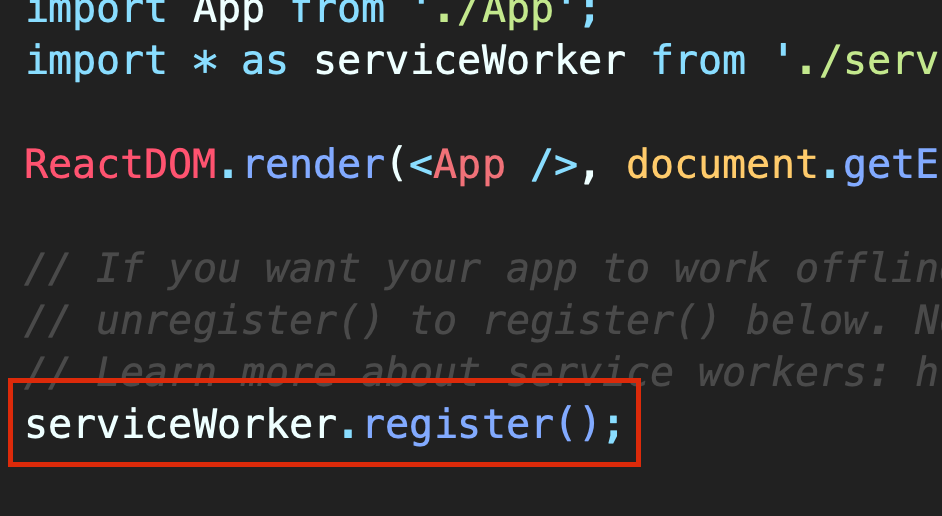 import App from './App';
import * as serviceWorker from './serv
ReactDOM.render(<App />, document.getE
// If you want your app to work offlin
// unregister() to register() below. N
// Learn more about service workers: h
serviceWorker.register();